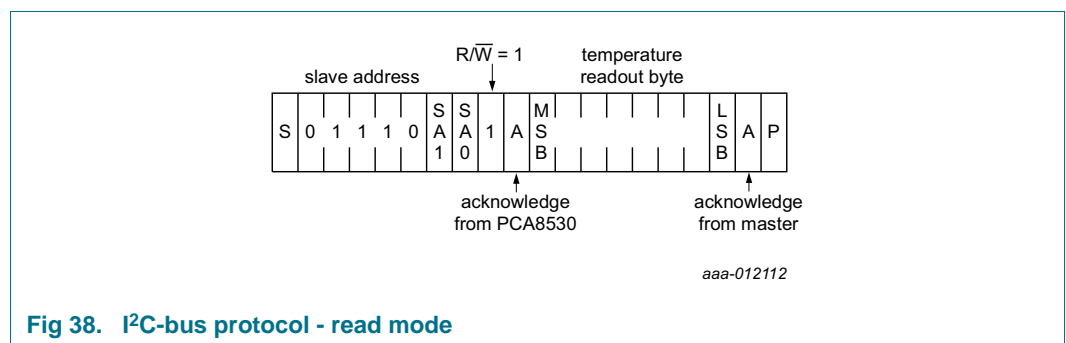 R/W̅ = 1
temperature
slave address
readout byte
S 0 1 1 1 0 SA1 SA0 1 A MSB LSB A P
acknowledge
from PCA8530
acknowledge
from master
aaa-012112
Fig 38. I²C-bus protocol - read mode